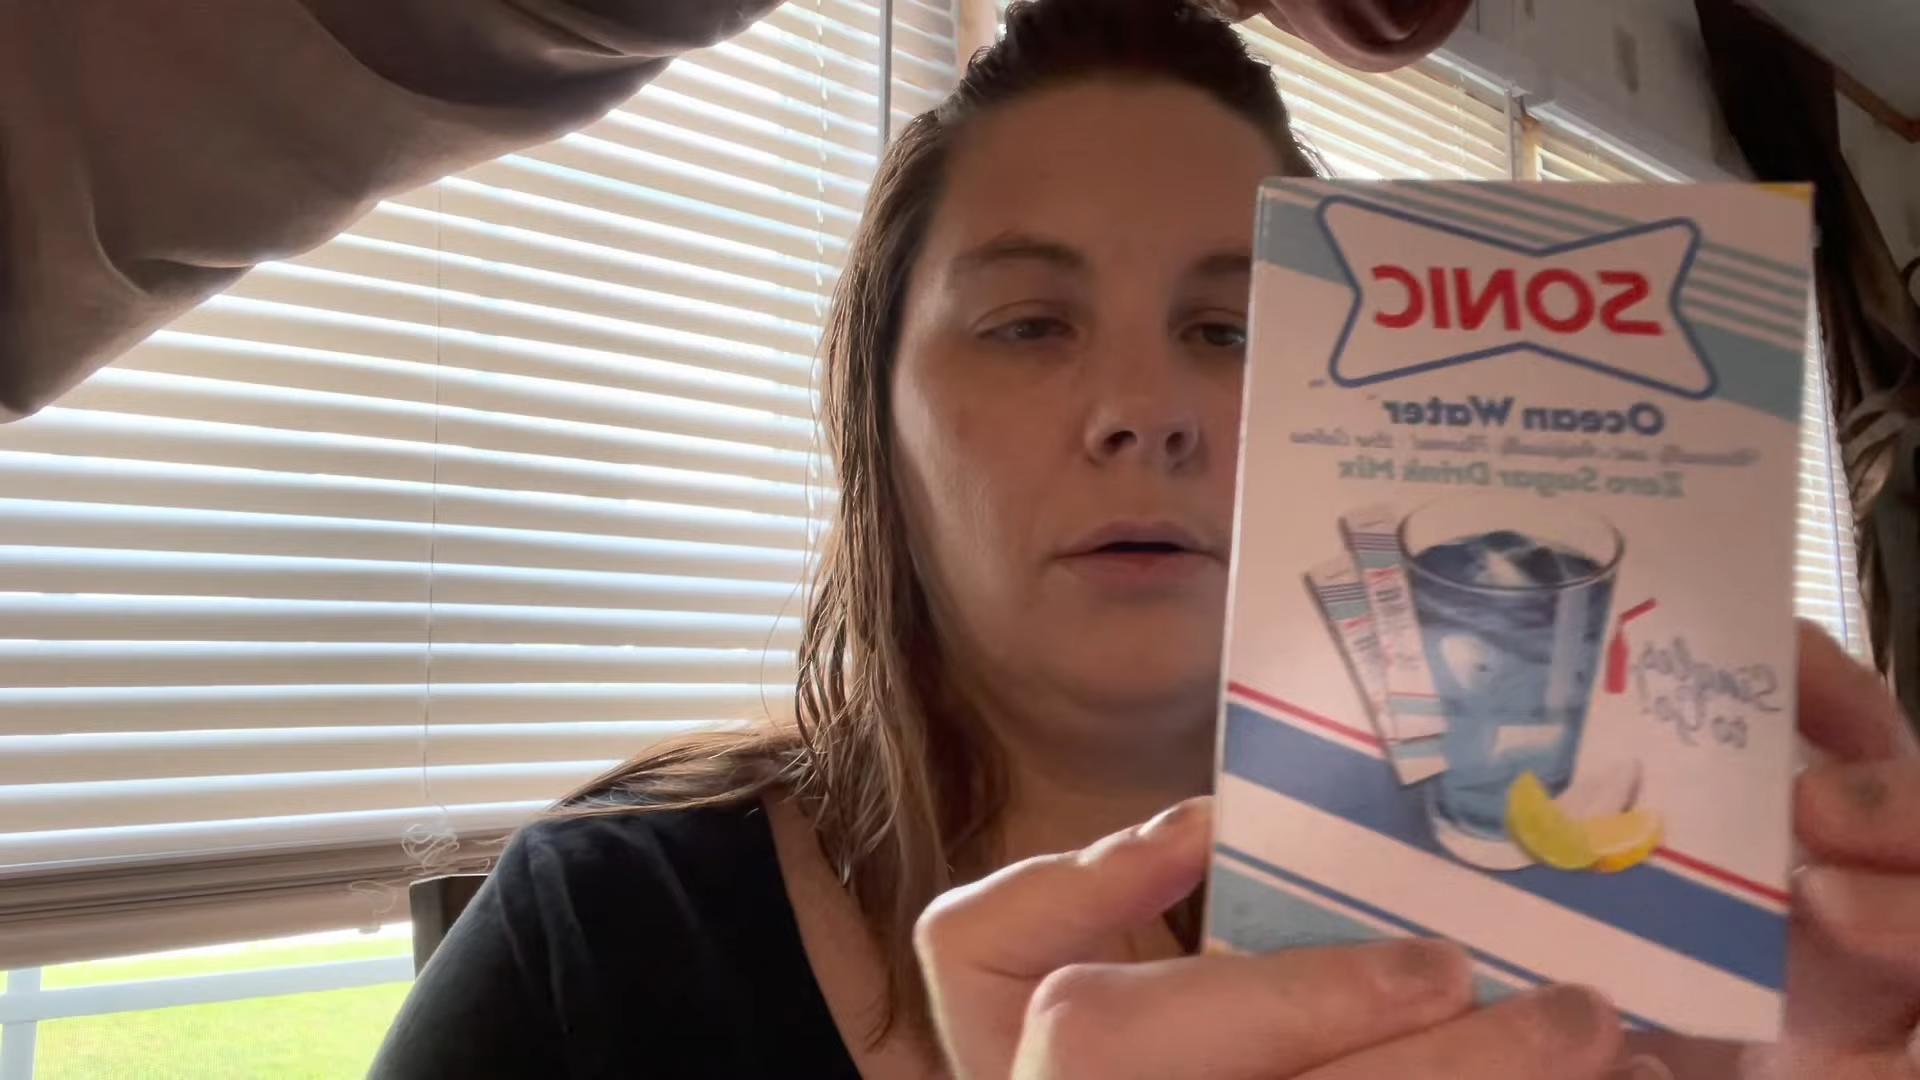 SONIC
Ocean Water
Zero Sugar Drink Mix
Singles
to Go!